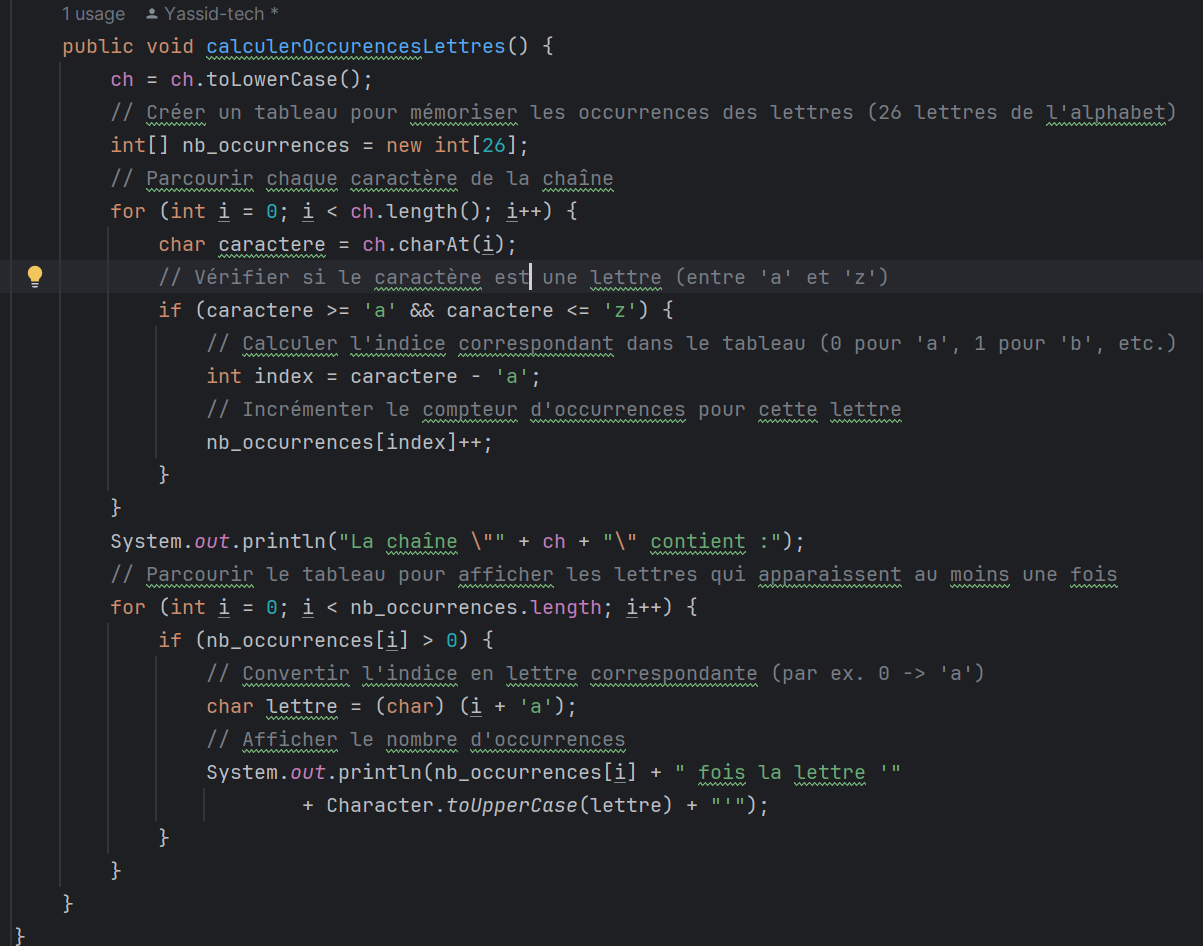 1 usage   Yassid-tech *
public void calculerOccurencesLettres() {
    ch = ch.toLowerCase();
    // Créer un tableau pour mémoriser les occurrences des lettres (26 lettres de l'alphabet)
    int[] nb_occurrences = new int[26];
    // Parcourir chaque caractère de la chaîne
    for (int i = 0; i < ch.length(); i++) {
        char caractere = ch.charAt(i);
        // Vérifier si le caractère est une lettre (entre 'a' et 'z')
        if (caractere >= 'a' && caractere <= 'z') {
            // Calculer l'indice correspondant dans le tableau (0 pour 'a', 1 pour 'b', etc.)
            int index = caractere - 'a';
            // Incrémenter le compteur d'occurrences pour cette lettre
            nb_occurrences[index]++;
        }
    }
    System.out.println("La chaîne \"" + ch + "\" contient :");
    // Parcourir le tableau pour afficher les lettres qui apparaissent au moins une fois
    for (int i = 0; i < nb_occurrences.length; i++) {
        if (nb_occurrences[i] > 0) {
            // Convertir l'indice en lettre correspondante (par ex. 0 -> 'a')
            char lettre = (char) (i + 'a');
            // Afficher le nombre d'occurrences
            System.out.println(nb_occurrences[i] + " fois la lettre '"
                    + Character.toUpperCase(lettre) + "'");
        }
    }
}
}